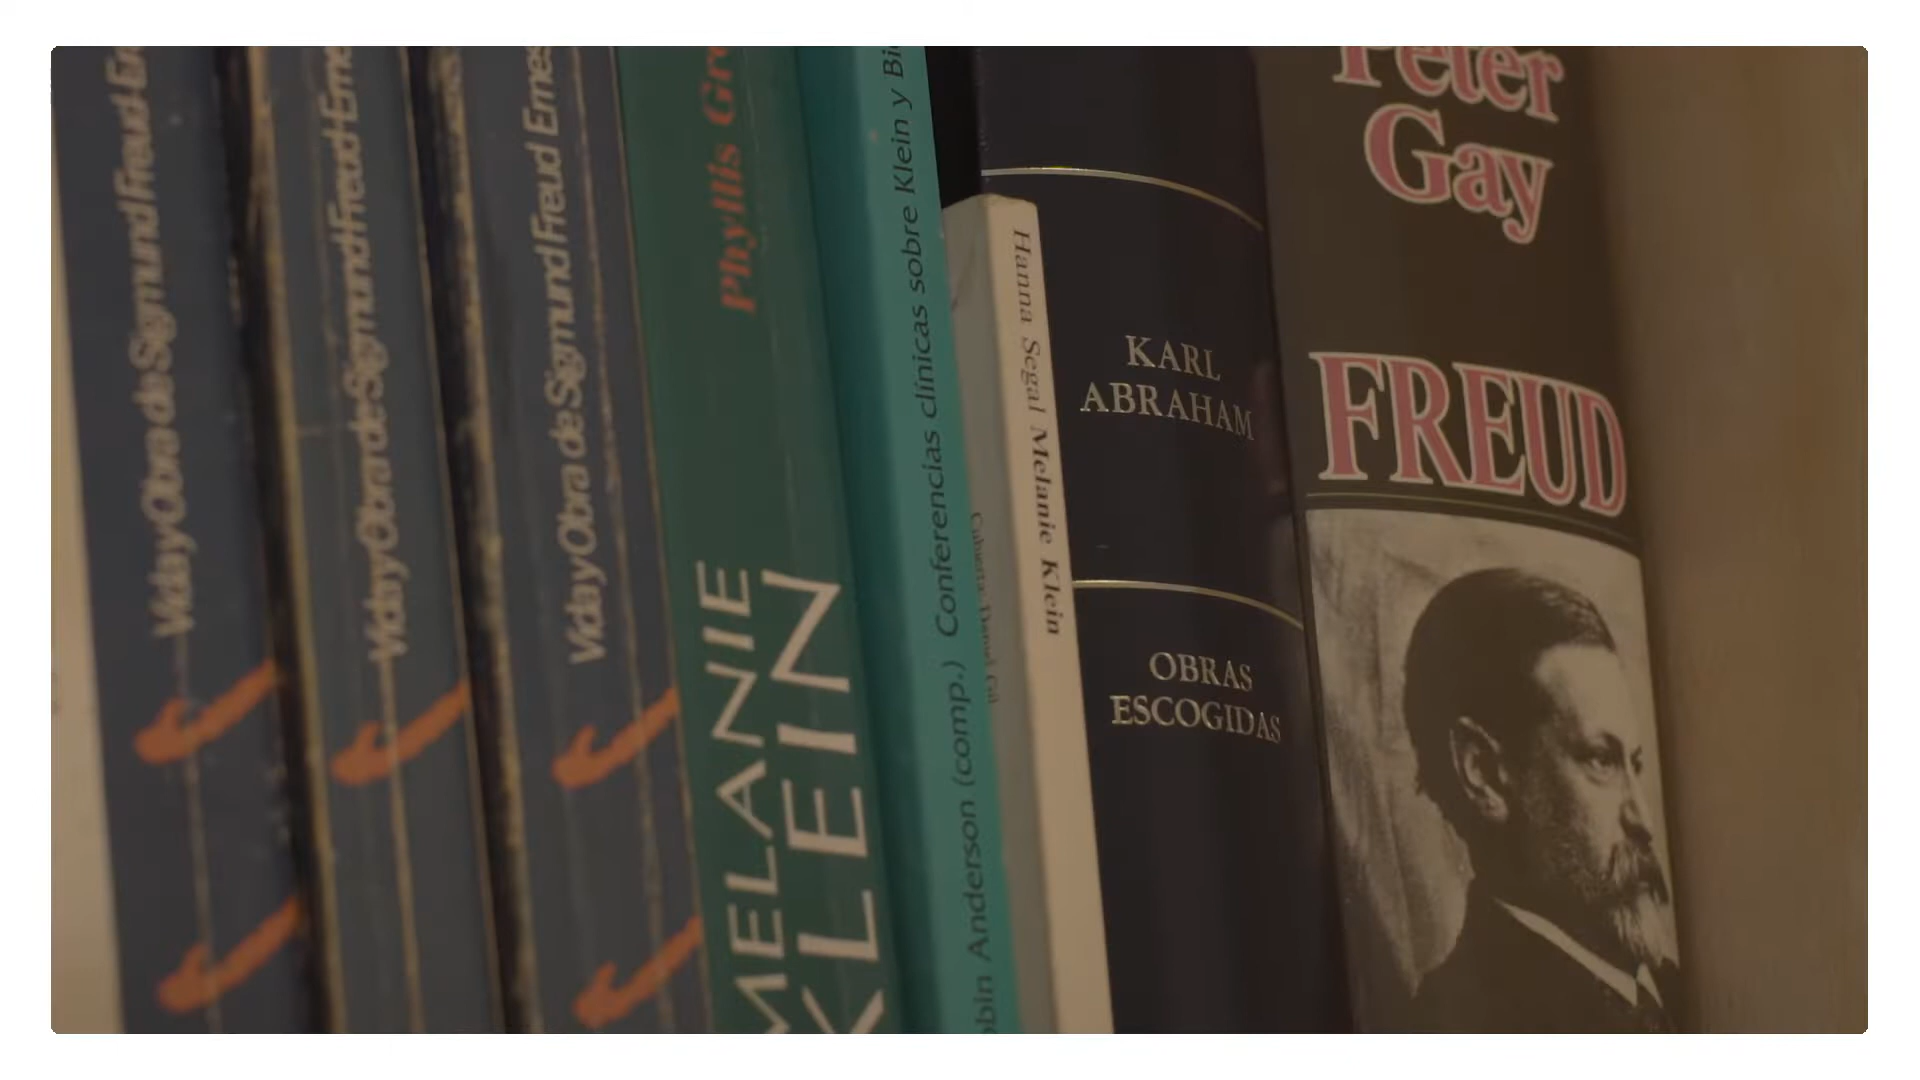 Vida y Obra de Sigmund Freud Er
Vida y Obra de Sigmund Freud Erne
Vida y Obra de Sigmund Freud Ernes
Phyllis Gr
MELANIE
KLEIN
obin Anderson (comp.) Conferencias clínicas sobre Klein y Bi
Hanna Segal Melanie Klein
KARL
ABRAHAM
OBRAS
ESCOGIDAS
Peter
Gay
FREUD